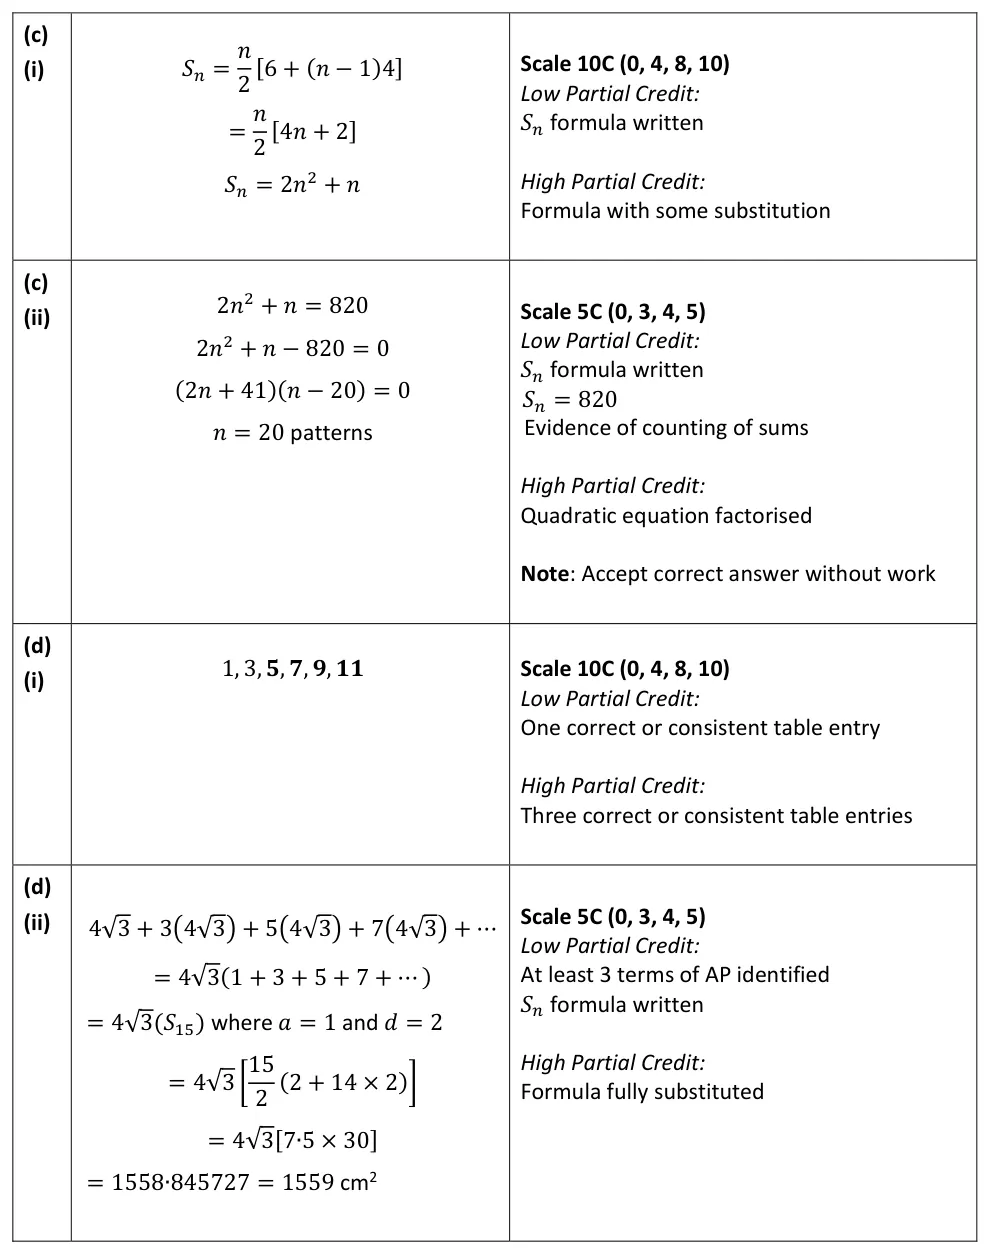 (c)
(i)
Sₙ = n/2 [6 + (n − 1)4]
= n/2 [4n + 2]
Sₙ = 2n² + n
Scale 10C (0, 4, 8, 10)
Low Partial Credit:
Sₙ formula written
High Partial Credit:
Formula with some substitution
(c)
(ii)
2n² + n = 820
2n² + n − 820 = 0
(2n + 41)(n − 20) = 0
n = 20 patterns
Scale 5C (0, 3, 4, 5)
Low Partial Credit:
Sₙ formula written
Sₙ = 820
Evidence of counting of sums
High Partial Credit:
Quadratic equation factorised
Note: Accept correct answer without work
(d)
(i)
1, 3, 5, 7, 9, 11
Scale 10C (0, 4, 8, 10)
Low Partial Credit:
One correct or consistent table entry
High Partial Credit:
Three correct or consistent table entries
(d)
(ii)
4√3 + 3(4√3) + 5(4√3) + 7(4√3) + ⋯
= 4√3(1 + 3 + 5 + 7 + ⋯ )
= 4√3(S₁₅) where a = 1 and d = 2
= 4√3 [15/2 (2 + 14 × 2)]
= 4√3[7·5 × 30]
= 1558·845727 = 1559 cm²
Scale 5C (0, 3, 4, 5)
Low Partial Credit:
At least 3 terms of AP identified
Sₙ formula written
High Partial Credit:
Formula fully substituted